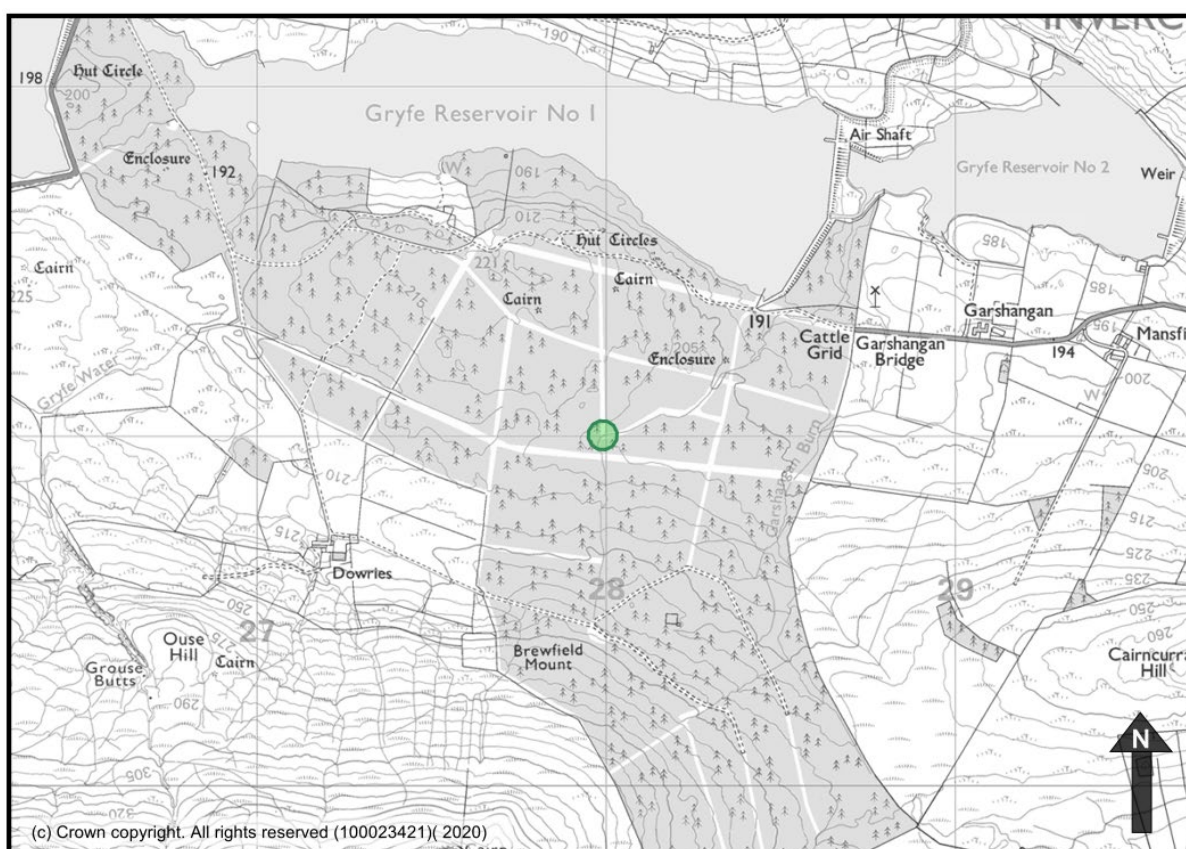 INVERC
190
198
Hut Circle
200
Gryfe Reservoir No 1
Air Shaft
Enclosure
192
W
190
Gryfe Reservoir No 2
Weir
210
185
Hut Circles
221
Cairn
225
215
Cairn
Cairn
185
191
Garshangan
195
205
Enclosure
Cattle
Grid
Garshangan
Bridge
194
Mansfi
200
W
Gryfe Water
Garshangan Burn
205
210
215
215
225
Dowries
28
29
235
250
27
250
260
Ouse
Hill
275
Cairn
Brewfield
Mount
Cairncurra
Hill
Grouse
Butts
290
N
305
320
(c) Crown copyright. All rights reserved (100023421)( 2020)